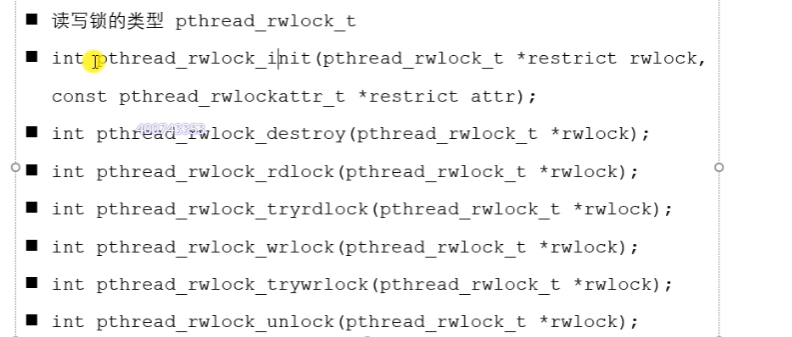 ■ 读写锁的类型 pthread_rwlock_t
■ int pthread_rwlock_init(pthread_rwlock_t *restrict rwlock,
const pthread_rwlockattr_t *restrict attr);
■ int pthread_rwlock_destroy(pthread_rwlock_t *rwlock);
■ int pthread_rwlock_rdlock(pthread_rwlock_t *rwlock);
■ int pthread_rwlock_tryrdlock(pthread_rwlock_t *rwlock);
■ int pthread_rwlock_wrlock(pthread_rwlock_t *rwlock);
■ int pthread_rwlock_trywrlock(pthread_rwlock_t *rwlock);
■ int pthread_rwlock_unlock(pthread_rwlock_t *rwlock);